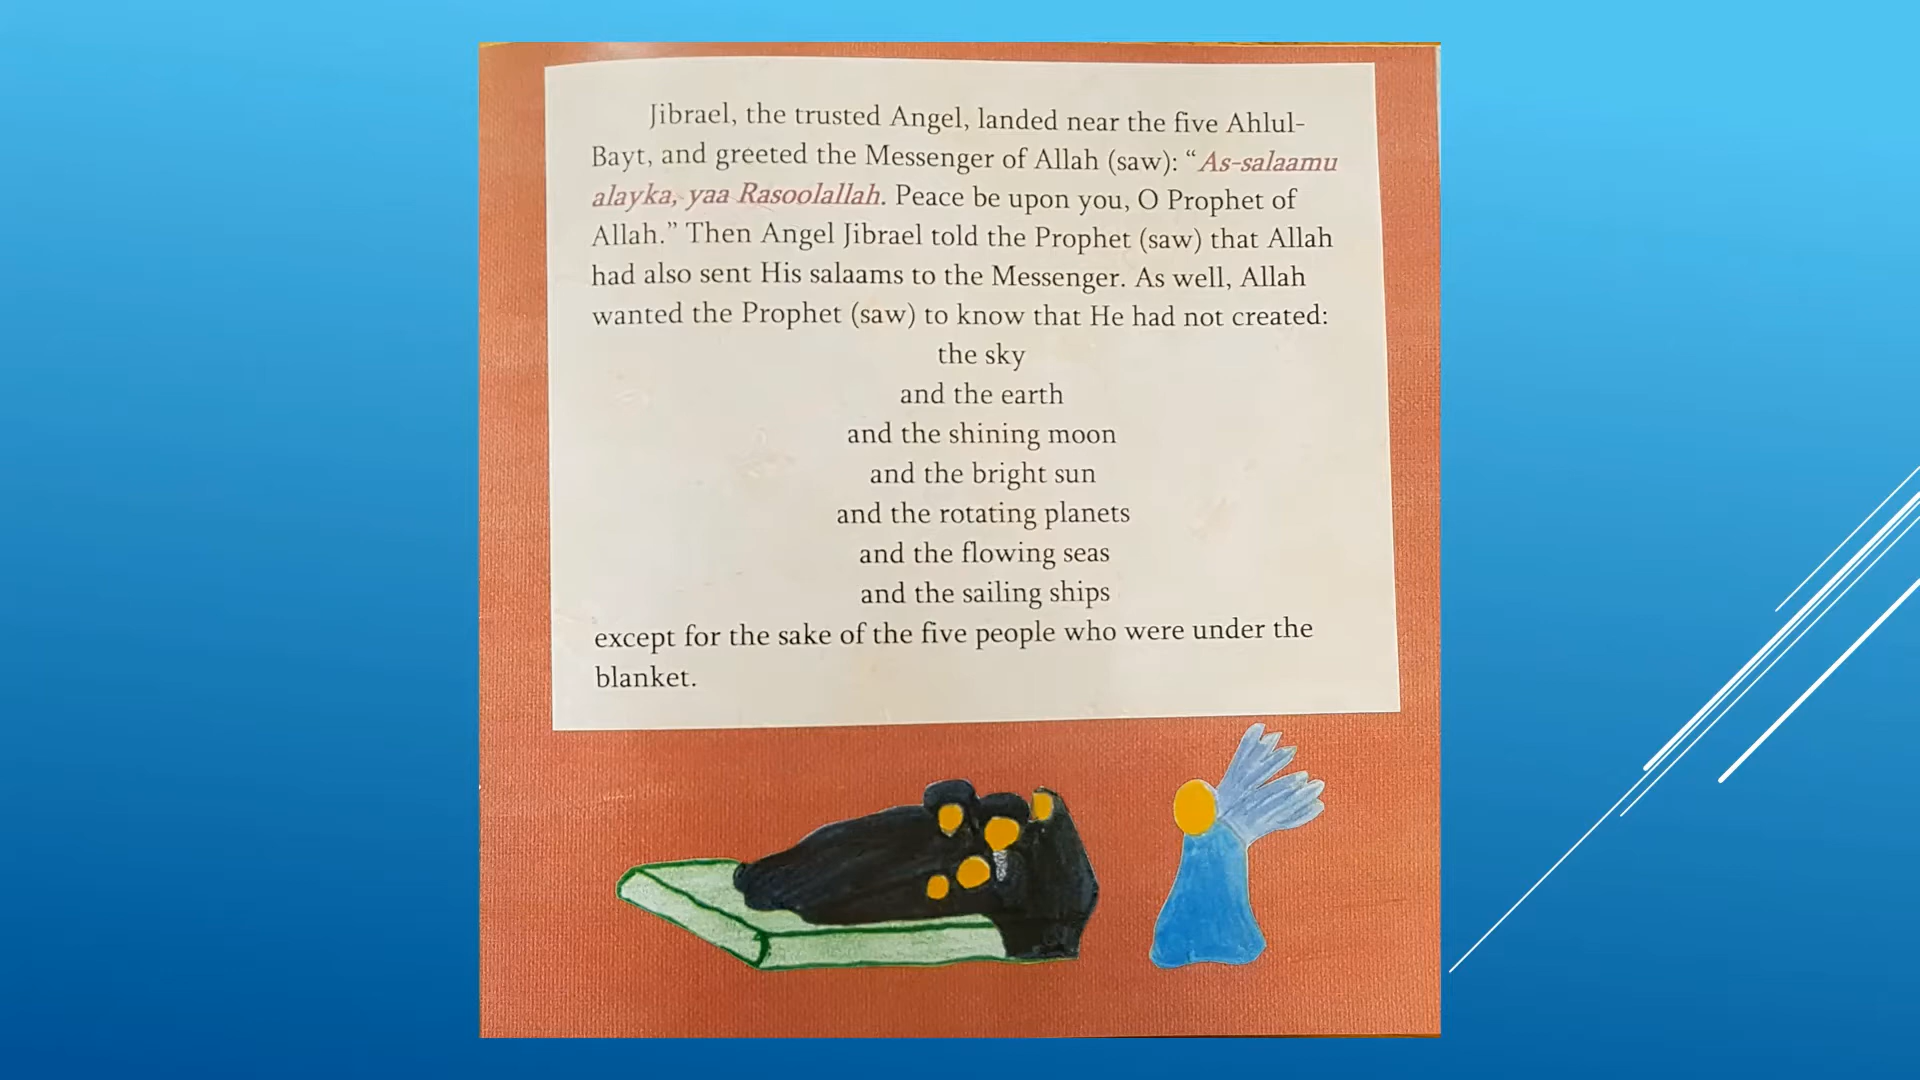 Jibrael, the trusted Angel, landed near the five Ahlul-
Bayt, and greeted the Messenger of Allah (saw): “As-salaamu
alayka, yaa Rasoolallah. Peace be upon you, O Prophet of
Allah.” Then Angel Jibrael told the Prophet (saw) that Allah
had also sent His salaams to the Messenger. As well, Allah
wanted the Prophet (saw) to know that He had not created:
the sky
and the earth
and the shining moon
and the bright sun
and the rotating planets
and the flowing seas
and the sailing ships
except for the sake of the five people who were under the
blanket.